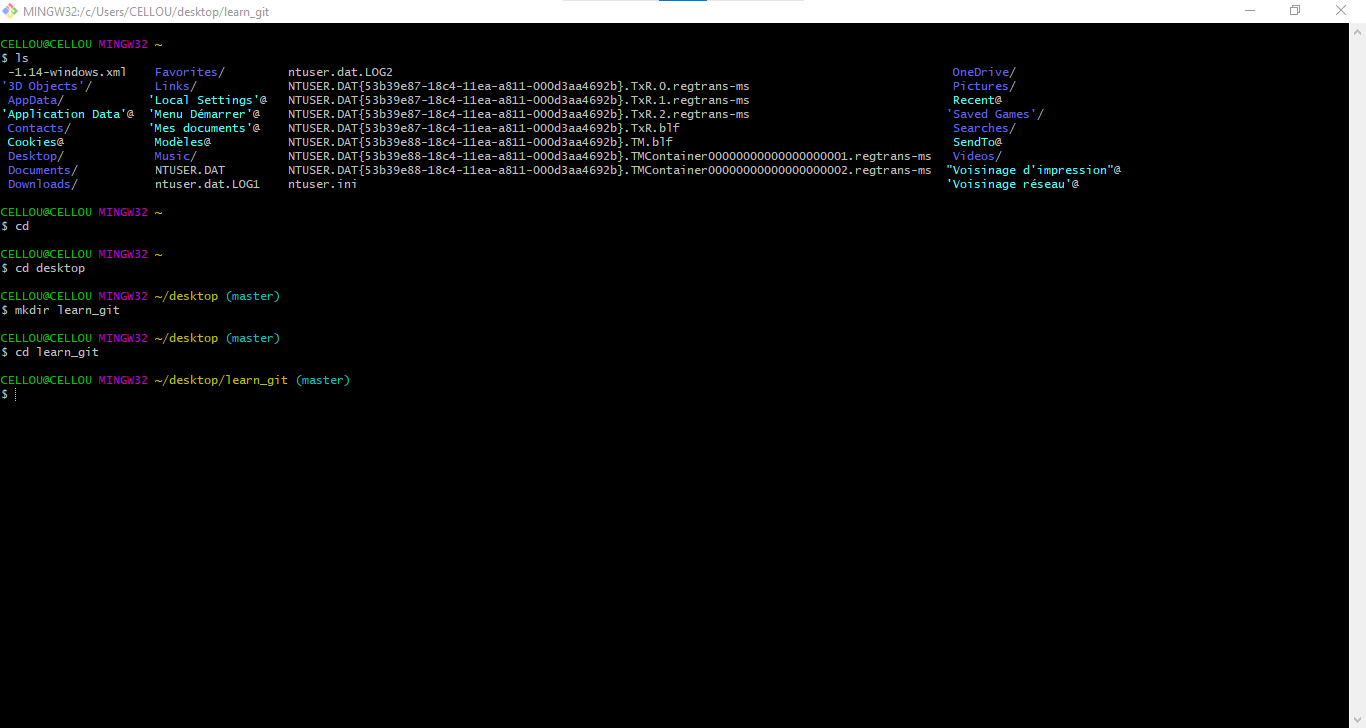 MINGW32:/c/Users/CELLOU/desktop/learn_git
CELLOU@CELLOU MINGW32 ~
$ ls
-1.14-windows.xml Favorites/ ntuser.dat.LOG2 OneDrive/
'3D Objects'/ Links/ NTUSER.DAT{53b39e87-18c4-11ea-a811-000d3aa4692b}.TxR.0.regtrans-ms Pictures/
AppData/ 'Local Settings'@ NTUSER.DAT{53b39e87-18c4-11ea-a811-000d3aa4692b}.TxR.1.regtrans-ms Recent@
'Application Data'@ 'Menu Démarrer'@ NTUSER.DAT{53b39e87-18c4-11ea-a811-000d3aa4692b}.TxR.2.regtrans-ms 'Saved Games'/
Contacts/ 'Mes documents'@ NTUSER.DAT{53b39e87-18c4-11ea-a811-000d3aa4692b}.TxR.blf Searches/
Cookies@ Modèles@ NTUSER.DAT{53b39e88-18c4-11ea-a811-000d3aa4692b}.TM.blf SendTo@
Desktop/ Music/ NTUSER.DAT{53b39e88-18c4-11ea-a811-000d3aa4692b}.TMContainer00000000000000000001.regtrans-ms Videos/
Documents/ NTUSER.DAT NTUSER.DAT{53b39e88-18c4-11ea-a811-000d3aa4692b}.TMContainer00000000000000000002.regtrans-ms "Voisinage d'impression"@
Downloads/ ntuser.dat.LOG1 ntuser.ini 'Voisinage réseau'@
CELLOU@CELLOU MINGW32 ~
$ cd
CELLOU@CELLOU MINGW32 ~
$ cd desktop
CELLOU@CELLOU MINGW32 ~/desktop (master)
$ mkdir learn_git
CELLOU@CELLOU MINGW32 ~/desktop (master)
$ cd learn_git
CELLOU@CELLOU MINGW32 ~/desktop/learn_git (master)
$